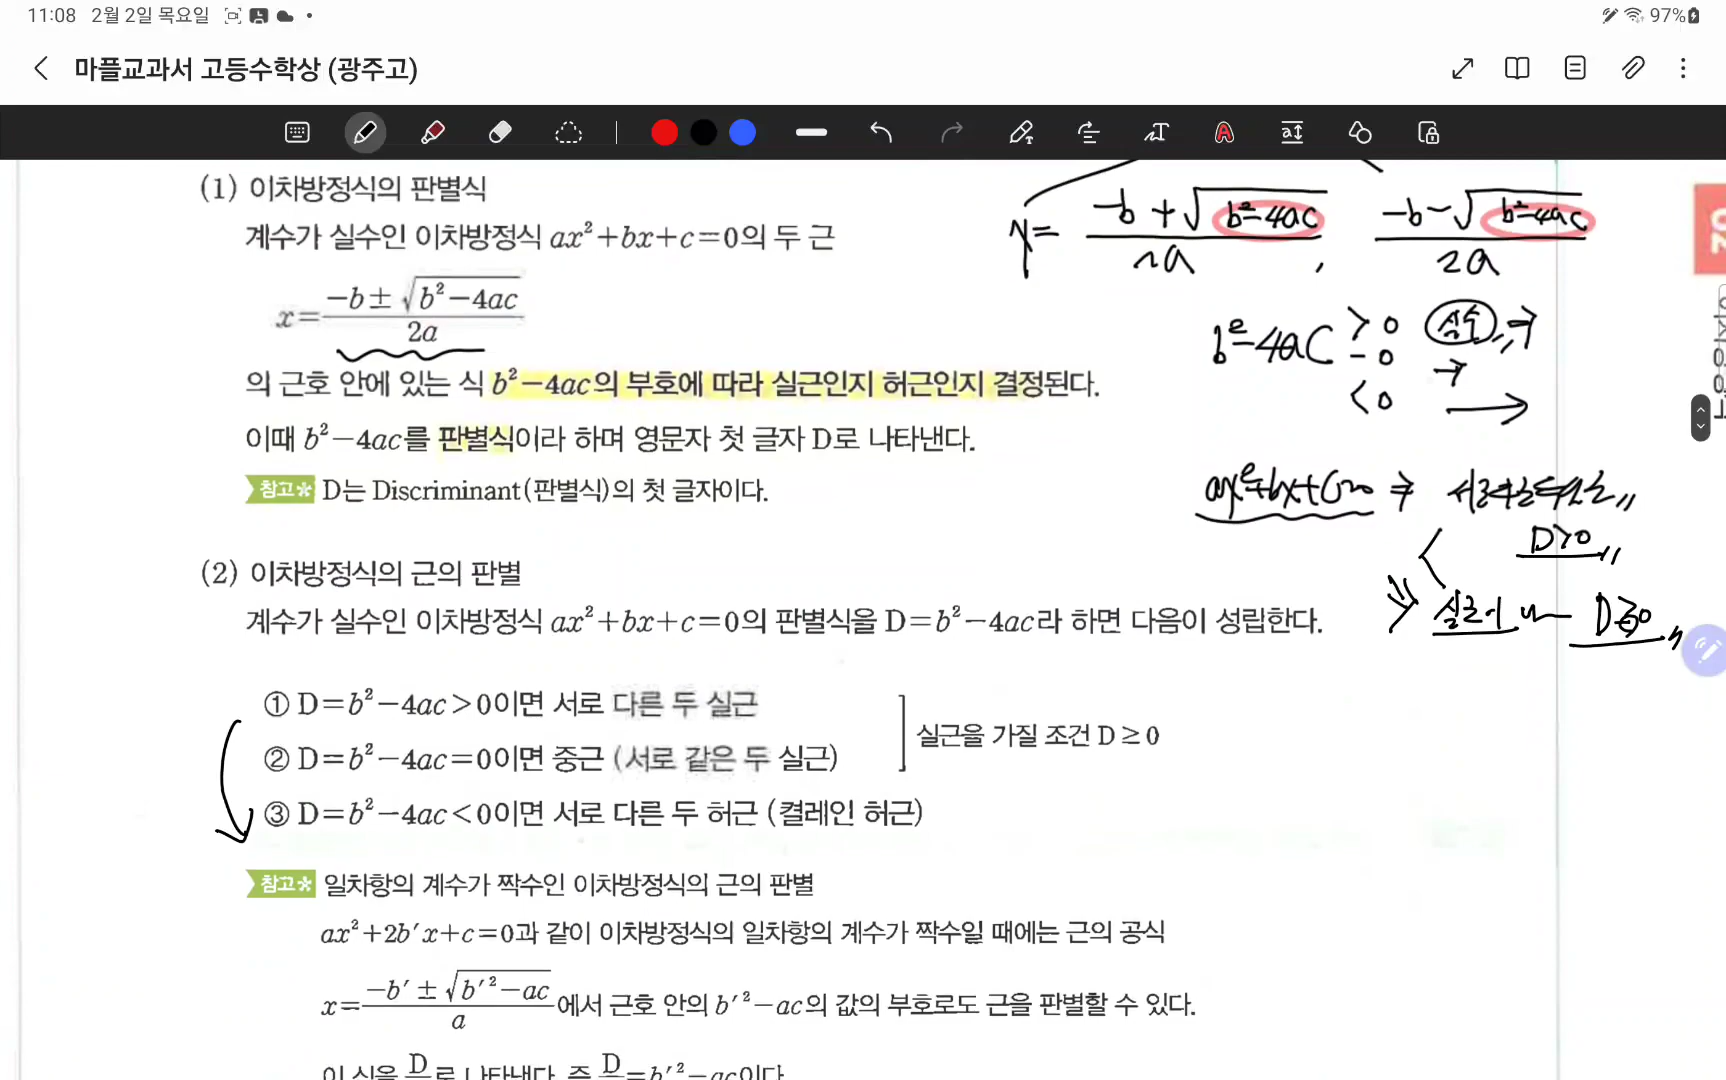 11:08 2월 2일 목요일
97%
마플교과서 고등수학상 (광주고)
(1) 이차방정식의 판별식
계수가 실수인 이차방정식 ax²+bx+c=0의 두 근
x=(-b±√(b²-4ac))/2a
의 근호 안에 있는 식 b²-4ac의 부호에 따라 실근인지 허근인지 결정된다.
이때 b²-4ac를 판별식이라 하며 영문자 첫 글자 D로 나타낸다.
참고* D는 Discriminant(판별식)의 첫 글자이다.
x= (-b+√(b²-4ac))/2a , (-b-√(b²-4ac))/2a
b²-4ac >0 실수 →
=0 →
<0 →
ax²+bx+c=0 ⇒
D>0
D≥0
(2) 이차방정식의 근의 판별
계수가 실수인 이차방정식 ax²+bx+c=0의 판별식을 D=b²-4ac라 하면 다음이 성립한다.
① D=b²-4ac>0이면 서로 다른 두 실근
② D=b²-4ac=0이면 중근 (서로 같은 두 실근)
실근을 가질 조건 D≥0
③ D=b²-4ac<0이면 서로 다른 두 허근 (켤레인 허근)
참고* 일차항의 계수가 짝수인 이차방정식의 근의 판별
ax²+2b′x+c=0과 같이 이차방정식의 일차항의 계수가 짝수일 때에는 근의 공식
x=(-b′±√(b′²-ac))/a 에서 근호 안의 b′²-ac의 값의 부호로도 근을 판별할 수 있다.